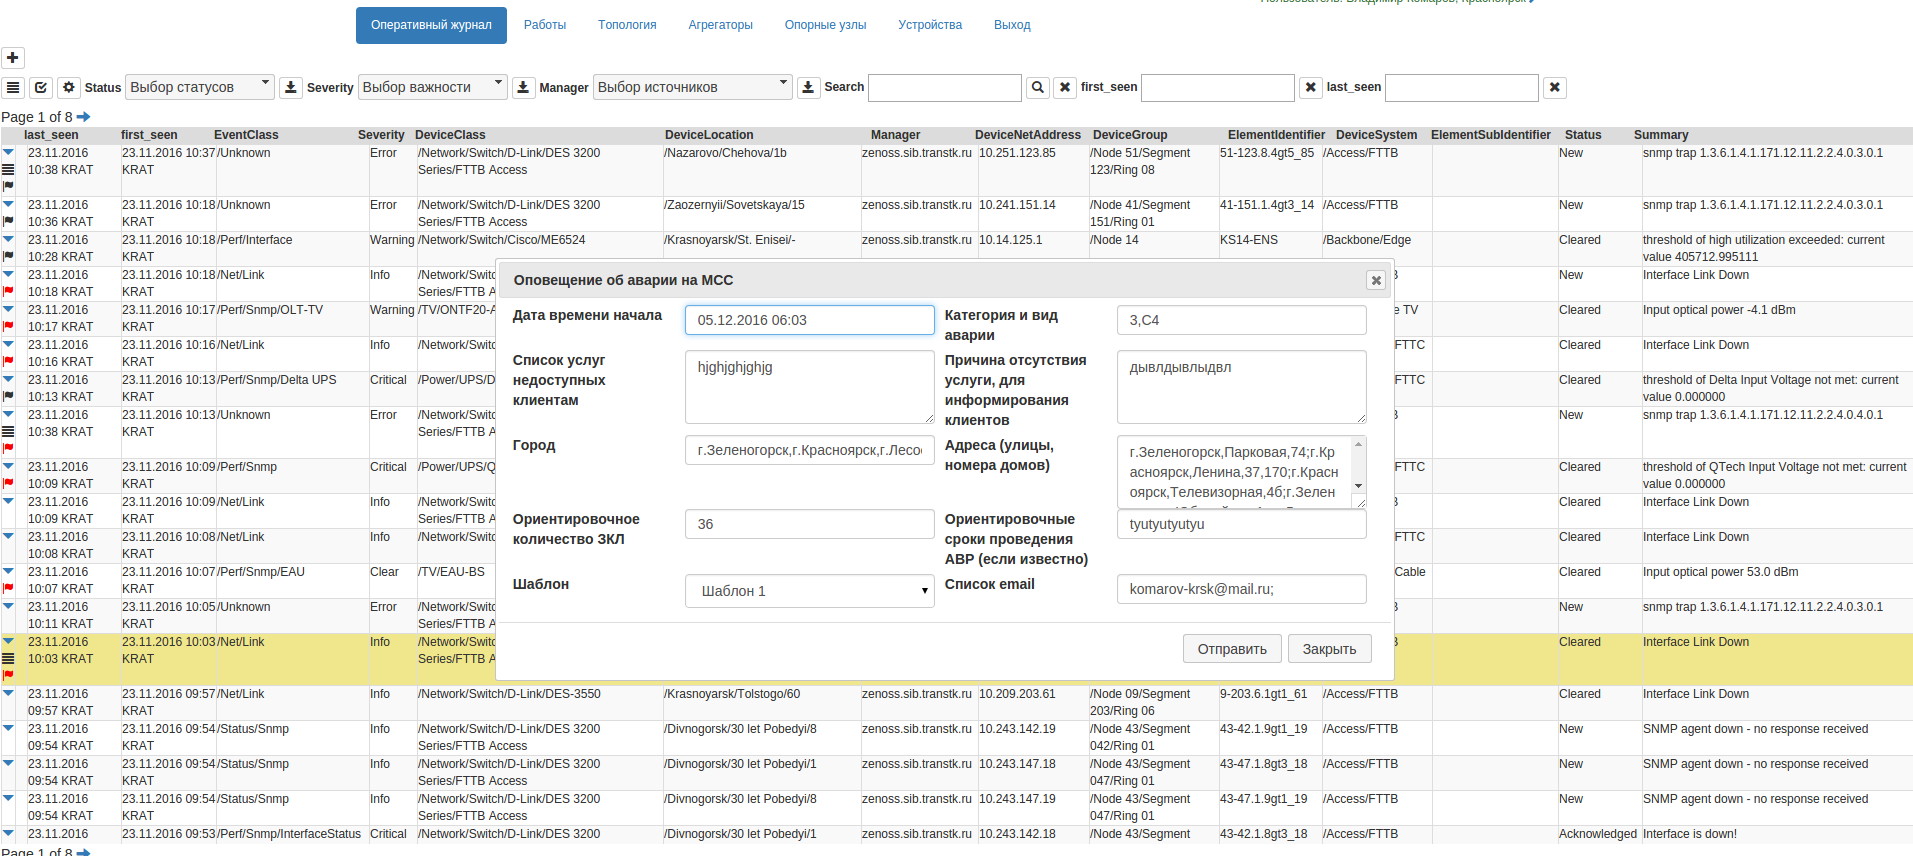 Пользователь: Владимир Комаров, Красноярск
Оперативный журнал Работы Топология Агрегаторы Опорные узлы Устройства Выход
Status Выбор статусов Severity Выбор важности Manager Выбор источников Search first_seen last_seen
Page 1 of 8
last_seen first_seen EventClass Severity DeviceClass DeviceLocation Manager DeviceNetAddress DeviceGroup ElementIdentifier DeviceSystem ElementSubIdentifier Status Summary
23.11.2016 23.11.2016 10:37 /Unknown Error /Network/Switch/D-Link/DES 3200 /Nazarovo/Chehova/1b zenoss.sib.transtk.ru 10.251.123.85 /Node 51/Segment 51-123.8.4gt5_85 /Access/FTTB New snmp trap 1.3.6.1.4.1.171.12.11.2.2.4.0.3.0.1
10:38 KRAT KRAT Series/FTTB Access 123/Ring 08
23.11.2016 23.11.2016 10:18 /Unknown Error /Network/Switch/D-Link/DES 3200 /Zaozernyii/Sovetskaya/15 zenoss.sib.transtk.ru 10.241.151.14 /Node 41/Segment 41-151.1.4gt3_14 /Access/FTTB New snmp trap 1.3.6.1.4.1.171.12.11.2.2.4.0.3.0.1
10:36 KRAT KRAT Series/FTTB Access 151/Ring 01
23.11.2016 23.11.2016 10:18 /Perf/Interface Warning /Network/Switch/Cisco/ME6524 /Krasnoyarsk/St. Enisei/- zenoss.sib.transtk.ru 10.14.125.1 /Node 14 KS14-ENS /Backbone/Edge Cleared threshold of high utilization exceeded: current
10:28 KRAT KRAT value 405712.995111
23.11.2016 23.11.2016 10:18 /Net/Link Info /Network/Switc New Interface Link Down
10:18 KRAT KRAT Series/FTTB A
23.11.2016 23.11.2016 10:17 /Perf/Snmp/OLT-TV Warning /TV/ONTF20-A e TV Cleared Input optical power -4.1 dBm
10:17 KRAT KRAT
23.11.2016 23.11.2016 10:16 /Net/Link Info /Network/Switc FTTC Cleared Interface Link Down
10:16 KRAT KRAT
23.11.2016 23.11.2016 10:13 /Perf/Snmp/Delta UPS Critical /Power/UPS/D FTTC Cleared threshold of Delta Input Voltage not met: current
10:13 KRAT KRAT value 0.000000
23.11.2016 23.11.2016 10:13 /Unknown Error /Network/Switc New snmp trap 1.3.6.1.4.1.171.12.11.2.2.4.0.4.0.1
10:38 KRAT KRAT Series/FTTB A
23.11.2016 23.11.2016 10:09 /Perf/Snmp Critical /Power/UPS/Q FTTC Cleared threshold of QTech Input Voltage not met: current
10:09 KRAT KRAT value 0.000000
23.11.2016 23.11.2016 10:09 /Net/Link Info /Network/Switc Cleared Interface Link Down
10:09 KRAT KRAT Series/FTTB A
23.11.2016 23.11.2016 10:08 /Net/Link Info /Network/Switc FTTC Cleared Interface Link Down
10:08 KRAT KRAT
23.11.2016 23.11.2016 10:07 /Perf/Snmp/EAU Clear /TV/EAU-BS Cable Cleared Input optical power 53.0 dBm
10:07 KRAT KRAT
23.11.2016 23.11.2016 10:05 /Unknown Error /Network/Switc New snmp trap 1.3.6.1.4.1.171.12.11.2.2.4.0.3.0.1
10:11 KRAT KRAT Series/FTTB A
23.11.2016 23.11.2016 10:03 /Net/Link Info /Network/Switc Cleared Interface Link Down
10:03 KRAT KRAT Series/FTTB A
23.11.2016 23.11.2016 09:57 /Net/Link Info /Network/Switch/D-Link/DES-3550 /Krasnoyarsk/Tolstogo/60 zenoss.sib.transtk.ru 10.209.203.61 /Node 09/Segment 9-203.6.1gt1_61 /Access/FTTB Cleared Interface Link Down
09:57 KRAT KRAT 203/Ring 06
23.11.2016 23.11.2016 09:54 /Status/Snmp Info /Network/Switch/D-Link/DES 3200 /Divnogorsk/30 let Pobedyi/8 zenoss.sib.transtk.ru 10.243.142.19 /Node 43/Segment 43-42.1.9gt1_19 /Access/FTTB New SNMP agent down - no response received
09:54 KRAT KRAT Series/FTTB Access 042/Ring 01
23.11.2016 23.11.2016 09:54 /Status/Snmp Info /Network/Switch/D-Link/DES 3200 /Divnogorsk/30 let Pobedyi/1 zenoss.sib.transtk.ru 10.243.147.18 /Node 43/Segment 43-47.1.8gt3_18 /Access/FTTB New SNMP agent down - no response received
09:54 KRAT KRAT Series/FTTB Access 047/Ring 01
23.11.2016 23.11.2016 09:54 /Status/Snmp Info /Network/Switch/D-Link/DES 3200 /Divnogorsk/30 let Pobedyi/8 zenoss.sib.transtk.ru 10.243.147.19 /Node 43/Segment 43-47.1.9gt1_19 /Access/FTTB New SNMP agent down - no response received
09:54 KRAT KRAT Series/FTTB Access 047/Ring 01
23.11.2016 23.11.2016 09:53 /Perf/Snmp/InterfaceStatus Critical /Network/Switch/D-Link/DES 3200 /Divnogorsk/30 let Pobedyi/1 zenoss.sib.transtk.ru 10.243.142.18 /Node 43/Segment 43-42.1.8gt3_18 /Access/FTTB Acknowledged Interface is down!
Page 1 of 8
Оповещение об аварии на МСС
Дата времени начала 05.12.2016 06:03 Категория и вид 3,C4
аварии
Список услуг hjghjghjghjg Причина отсутствия дывлдывлыдвл
недоступных услуги, для
клиентам информирования
клиентов
Город г.Зеленогорск,г.Красноярск,г.Лесо Адреса (улицы, г.Зеленогорск,Парковая,74;г.Кр
номера домов) асноярск,Ленина,37,170;г.Красн
оярск,Телевизорная,4б;г.Зелен
Ориентировочное 36 Ориентировочные tyutyutyutyu
количество ЗКЛ сроки проведения
АВР (если известно)
Шаблон Шаблон 1 Список email komarov-krsk@mail.ru;
Отправить Закрыть